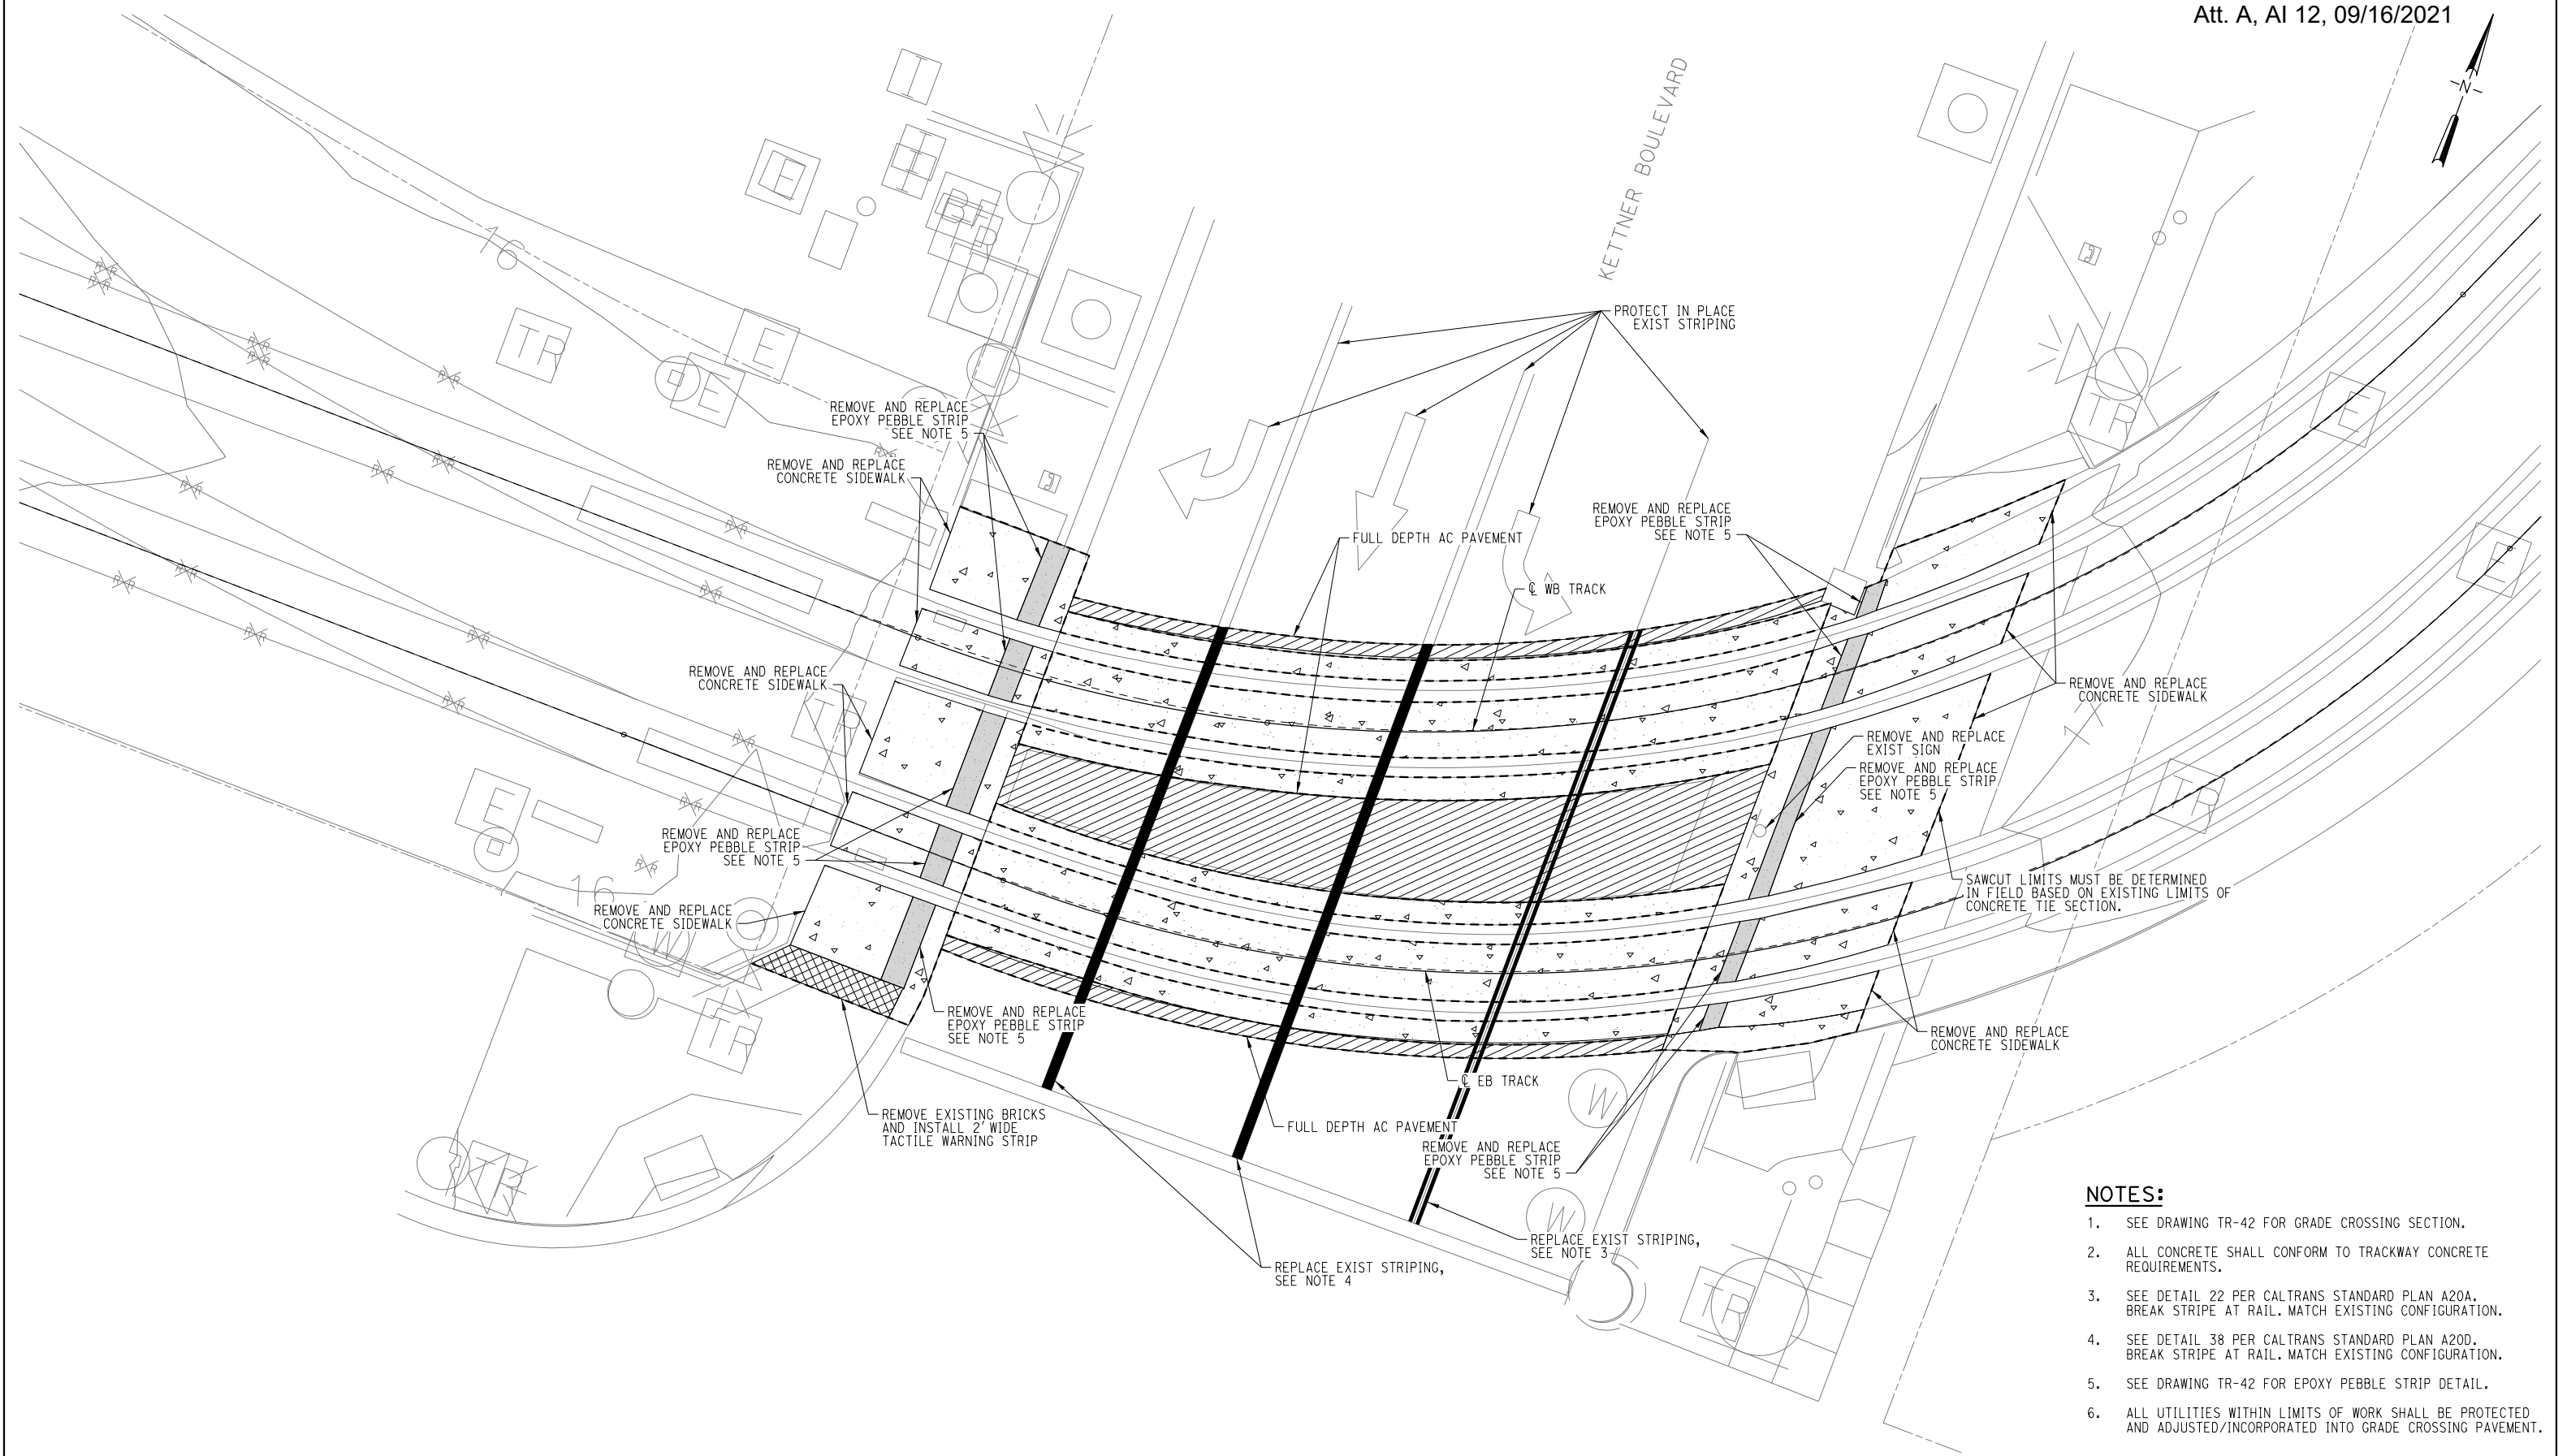 Att. A, AI 12, 09/16/2021
-N-
KETTNER BOULEVARD
I
E
I
I
16
TR
E
E
PROTECT IN PLACE
EXIST STRIPING
TR
E
REMOVE AND REPLACE
EPOXY PEBBLE STRIP
SEE NOTE 5
REMOVE AND REPLACE
CONCRETE SIDEWALK
REMOVE AND REPLACE
EPOXY PEBBLE STRIP
SEE NOTE 5
FULL DEPTH AC PAVEMENT
℄ WB TRACK
REMOVE AND REPLACE
CONCRETE SIDEWALK
REMOVE AND REPLACE
CONCRETE SIDEWALK
TR
REMOVE AND REPLACE
EXIST SIGN
REMOVE AND REPLACE
EPOXY PEBBLE STRIP
SEE NOTE 5
TR
E
REMOVE AND REPLACE
EPOXY PEBBLE STRIP
SEE NOTE 5
SAWCUT LIMITS MUST BE DETERMINED
IN FIELD BASED ON EXISTING LIMITS OF
CONCRETE TIE SECTION.
16
REMOVE AND REPLACE
CONCRETE SIDEWALK
W
TR
REMOVE AND REPLACE
EPOXY PEBBLE STRIP
SEE NOTE 5
REMOVE AND REPLACE
CONCRETE SIDEWALK
℄ EB TRACK
W
REMOVE EXISTING BRICKS
AND INSTALL 2' WIDE
TACTILE WARNING STRIP
FULL DEPTH AC PAVEMENT
REMOVE AND REPLACE
EPOXY PEBBLE STRIP
SEE NOTE 5
TR
W
REPLACE EXIST STRIPING,
SEE NOTE 3
REPLACE EXIST STRIPING,
SEE NOTE 4
TR
NOTES:
1. SEE DRAWING TR-42 FOR GRADE CROSSING SECTION.
2. ALL CONCRETE SHALL CONFORM TO TRACKWAY CONCRETE
REQUIREMENTS.
3. SEE DETAIL 22 PER CALTRANS STANDARD PLAN A20A.
BREAK STRIPE AT RAIL. MATCH EXISTING CONFIGURATION.
4. SEE DETAIL 38 PER CALTRANS STANDARD PLAN A20D.
BREAK STRIPE AT RAIL. MATCH EXISTING CONFIGURATION.
5. SEE DRAWING TR-42 FOR EPOXY PEBBLE STRIP DETAIL.
6. ALL UTILITIES WITHIN LIMITS OF WORK SHALL BE PROTECTED
AND ADJUSTED/INCORPORATED INTO GRADE CROSSING PAVEMENT.